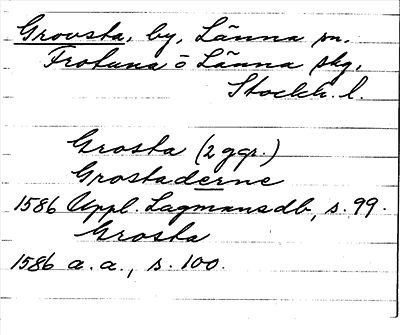 Grovsta, by, Länna sn.
Frötuna o Länna skg,
Stockh. l.
Grosta (2 ggr.)
Grostaderne
1586 Uppl. Lagmansdb, s. 99.
Grosta
1586 a. a., s. 100.